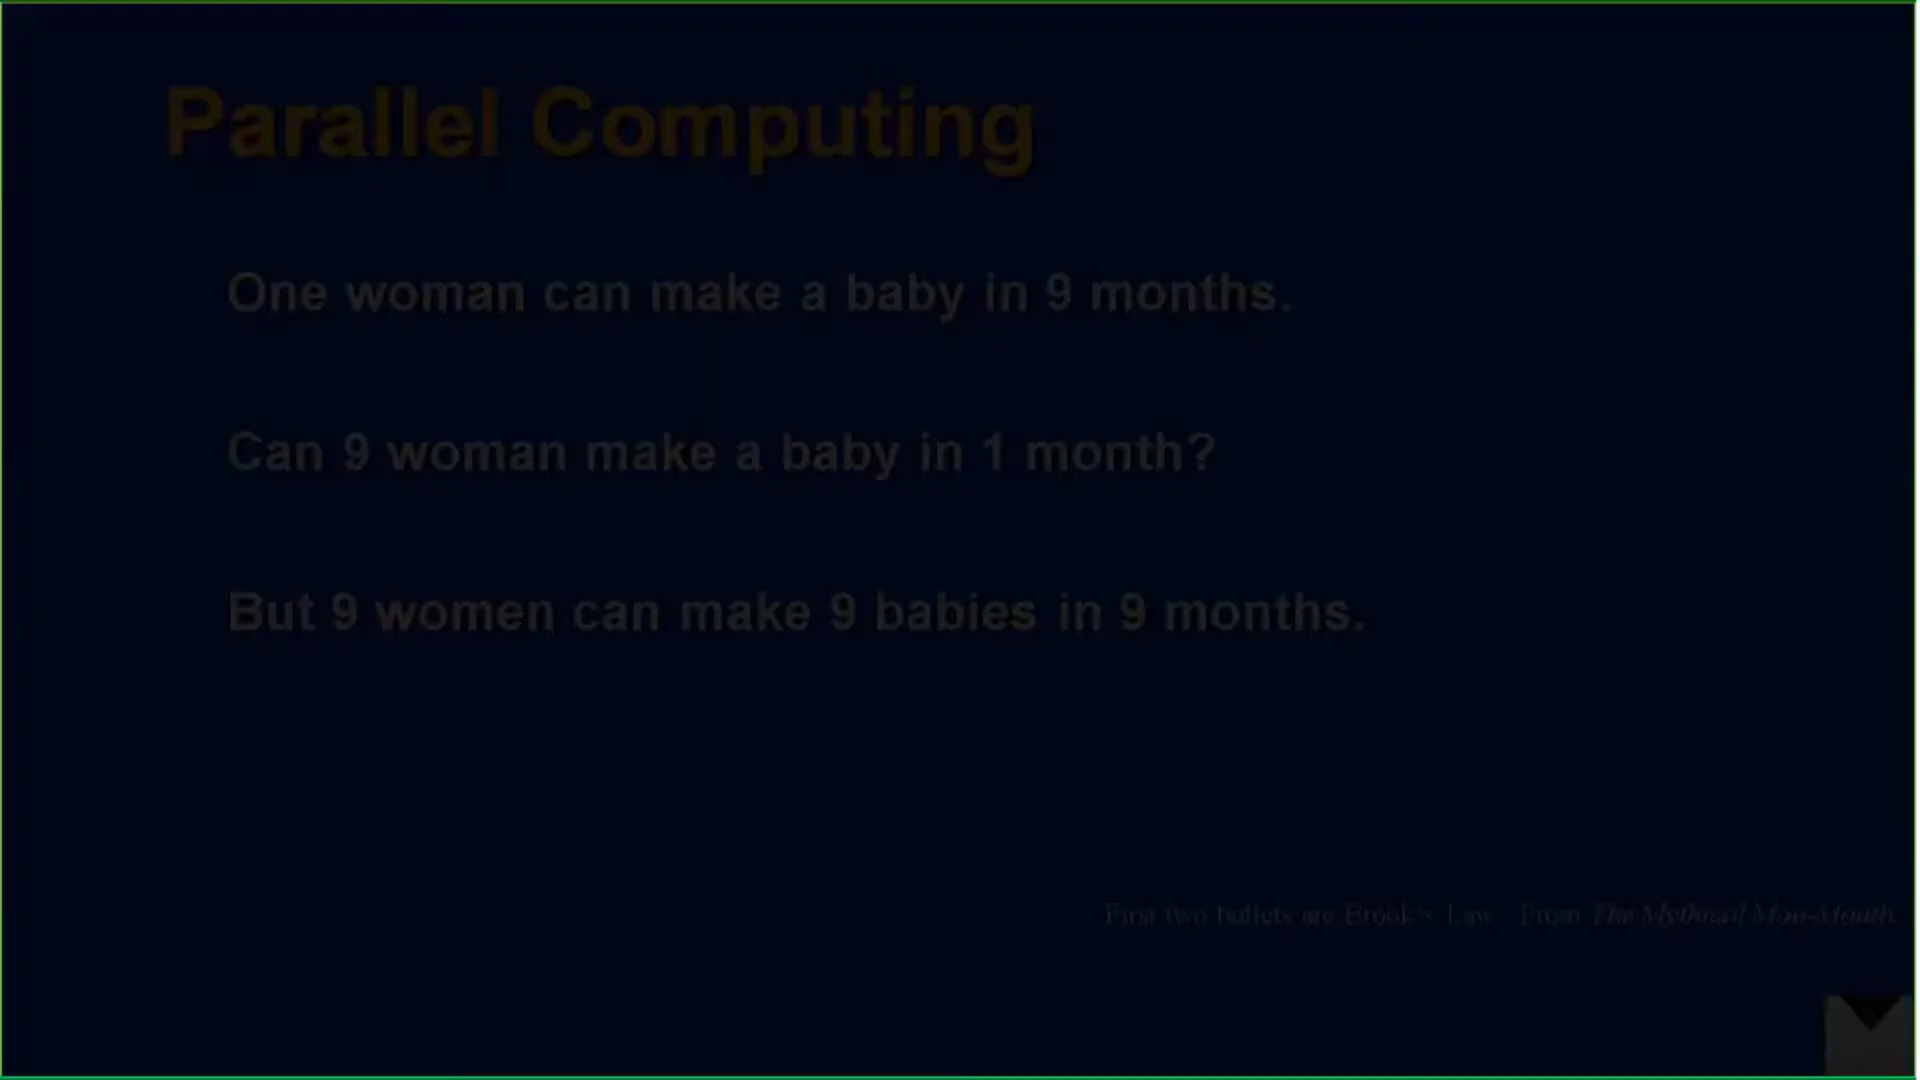 Parallel Computing
One woman can make a baby in 9 months.
Can 9 woman make a baby in 1 month?
But 9 women can make 9 babies in 9 months.
First two bullets are Brook's Law. From The Mythical Man-Month.